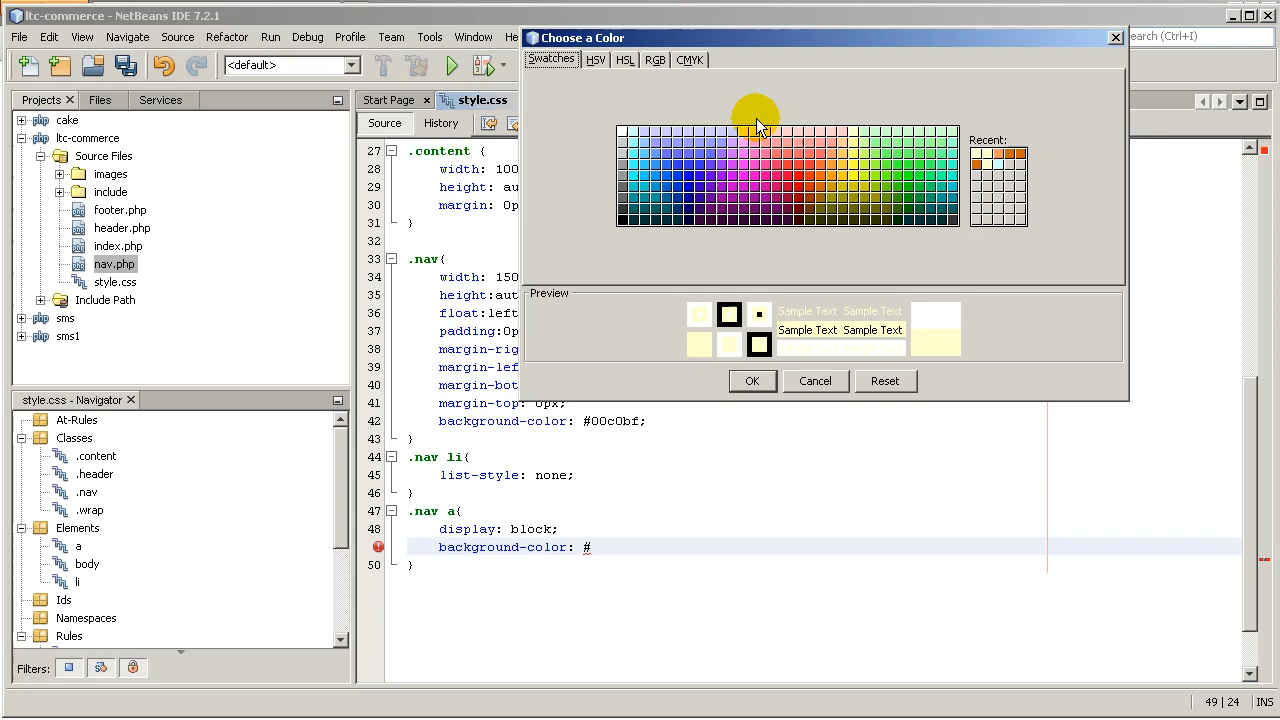 ltc-commerce - NetBeans IDE 7.2.1
File Edit View Navigate Source Refactor Run Debug Profile Team Tools Window He
earch (Ctrl+I)
<default>
Projects Files Services
cake
ltc-commerce
Source Files
images
include
footer.php
header.php
index.php
nav.php
style.css
Include Path
sms
sms1
style.css - Navigator
At-Rules
Classes
.content
.header
.nav
.wrap
Elements
a
body
li
Ids
Namespaces
Rules
Filters:
Start Page style.css
Source History
27 .content {
28 width: 100
29 height: au
30 margin: 0p
31 }
32
33 .nav{
34 width: 150
35 height:aut
36 float:left
37 padding:0p
38 margin-rig
39 margin-lef
40 margin-bot
41 margin-top: 0px;
42 background-color: #00c0bf;
43 }
44 .nav li{
45 list-style: none;
46 }
47 .nav a{
48 display: block;
background-color: #
50 }
Choose a Color
Swatches HSV HSL RGB CMYK
Recent:
Preview
Sample Text Sample Text
Sample Text Sample Text
OK Cancel Reset
49 | 24 INS